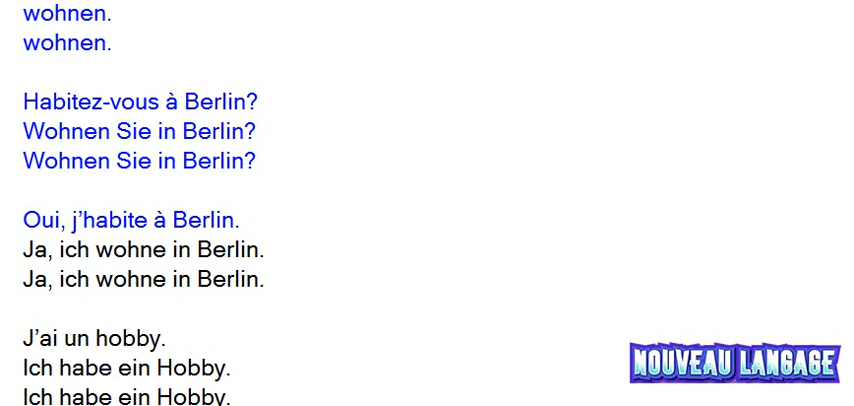 wohnen.
wohnen.
Habitez-vous à Berlin?
Wohnen Sie in Berlin?
Wohnen Sie in Berlin?
Oui, j’habite à Berlin.
Ja, ich wohne in Berlin.
Ja, ich wohne in Berlin.
J’ai un hobby.
Ich habe ein Hobby.
Ich habe ein Hobby.
NOUVEAU LANGAGE